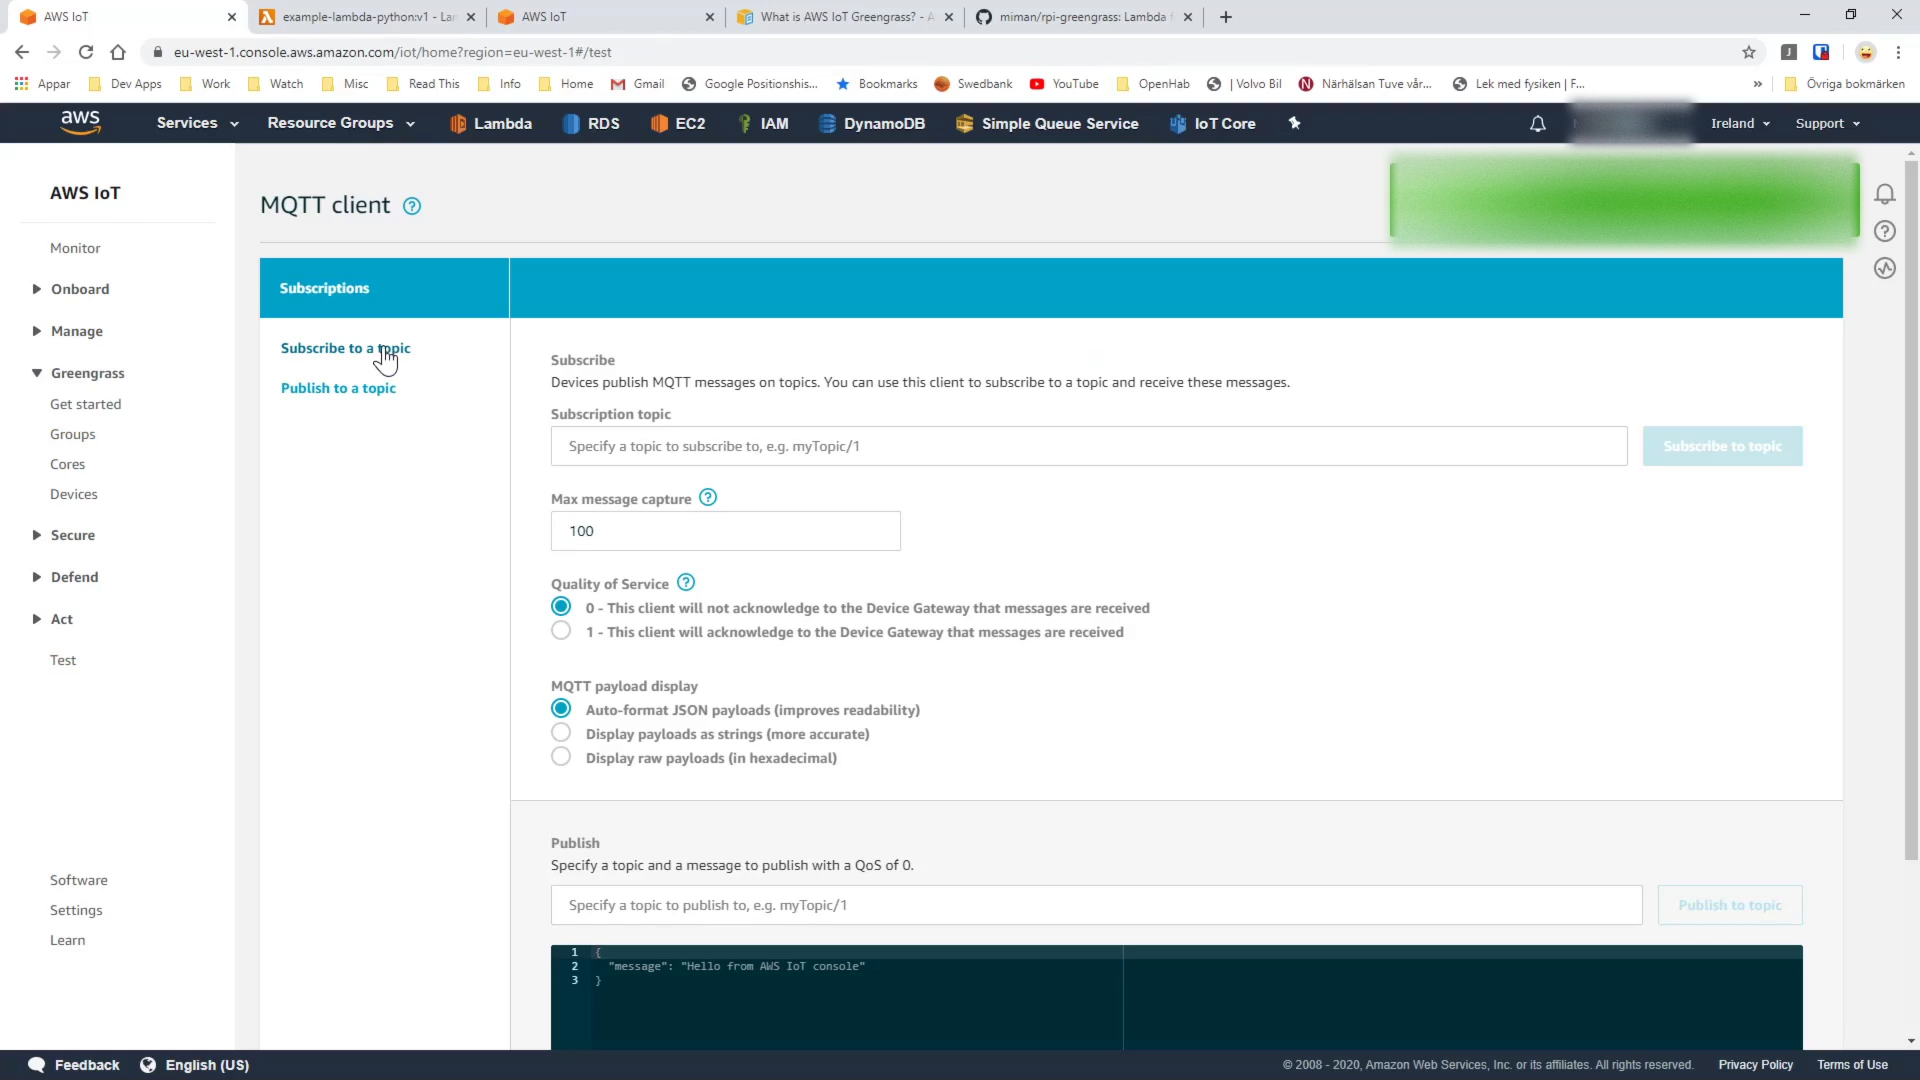 AWS IoT
example-lambda-python:v1 - La
AWS IoT
What is AWS IoT Greengrass? - A
miman/rpi-greengrass: Lambda
eu-west-1.console.aws.amazon.com/iot/home?region=eu-west-1#/test
Appar
Dev Apps
Work
Watch
Misc
Read This
Info
Home
Gmail
Google Positionshis...
Bookmarks
Swedbank
YouTube
OpenHab
| Volvo Bil
Närhälsan Tuve vår...
Lek med fysiken | F...
»
Övriga bokmärken
aws
Services
Resource Groups
Lambda
RDS
EC2
IAM
DynamoDB
Simple Queue Service
IoT Core
Ireland
Support
AWS IoT
Monitor
Onboard
Manage
Greengrass
Get started
Groups
Cores
Devices
Secure
Defend
Act
Test
Software
Settings
Learn
MQTT client ?
Subscriptions
Subscribe to a topic
Publish to a topic
Subscribe
Devices publish MQTT messages on topics. You can use this client to subscribe to a topic and receive these messages.
Subscription topic
Specify a topic to subscribe to, e.g. myTopic/1
Subscribe to topic
Max message capture ?
100
Quality of Service ?
0 - This client will not acknowledge to the Device Gateway that messages are received
1 - This client will acknowledge to the Device Gateway that messages are received
MQTT payload display
Auto-format JSON payloads (improves readability)
Display payloads as strings (more accurate)
Display raw payloads (in hexadecimal)
Publish
Specify a topic and a message to publish with a QoS of 0.
Specify a topic to publish to, e.g. myTopic/1
Publish to topic
1 {
2 "message": "Hello from AWS IoT console"
3 }
Feedback
English (US)
© 2008 - 2020, Amazon Web Services, Inc. or its affiliates. All rights reserved.
Privacy Policy
Terms of Use